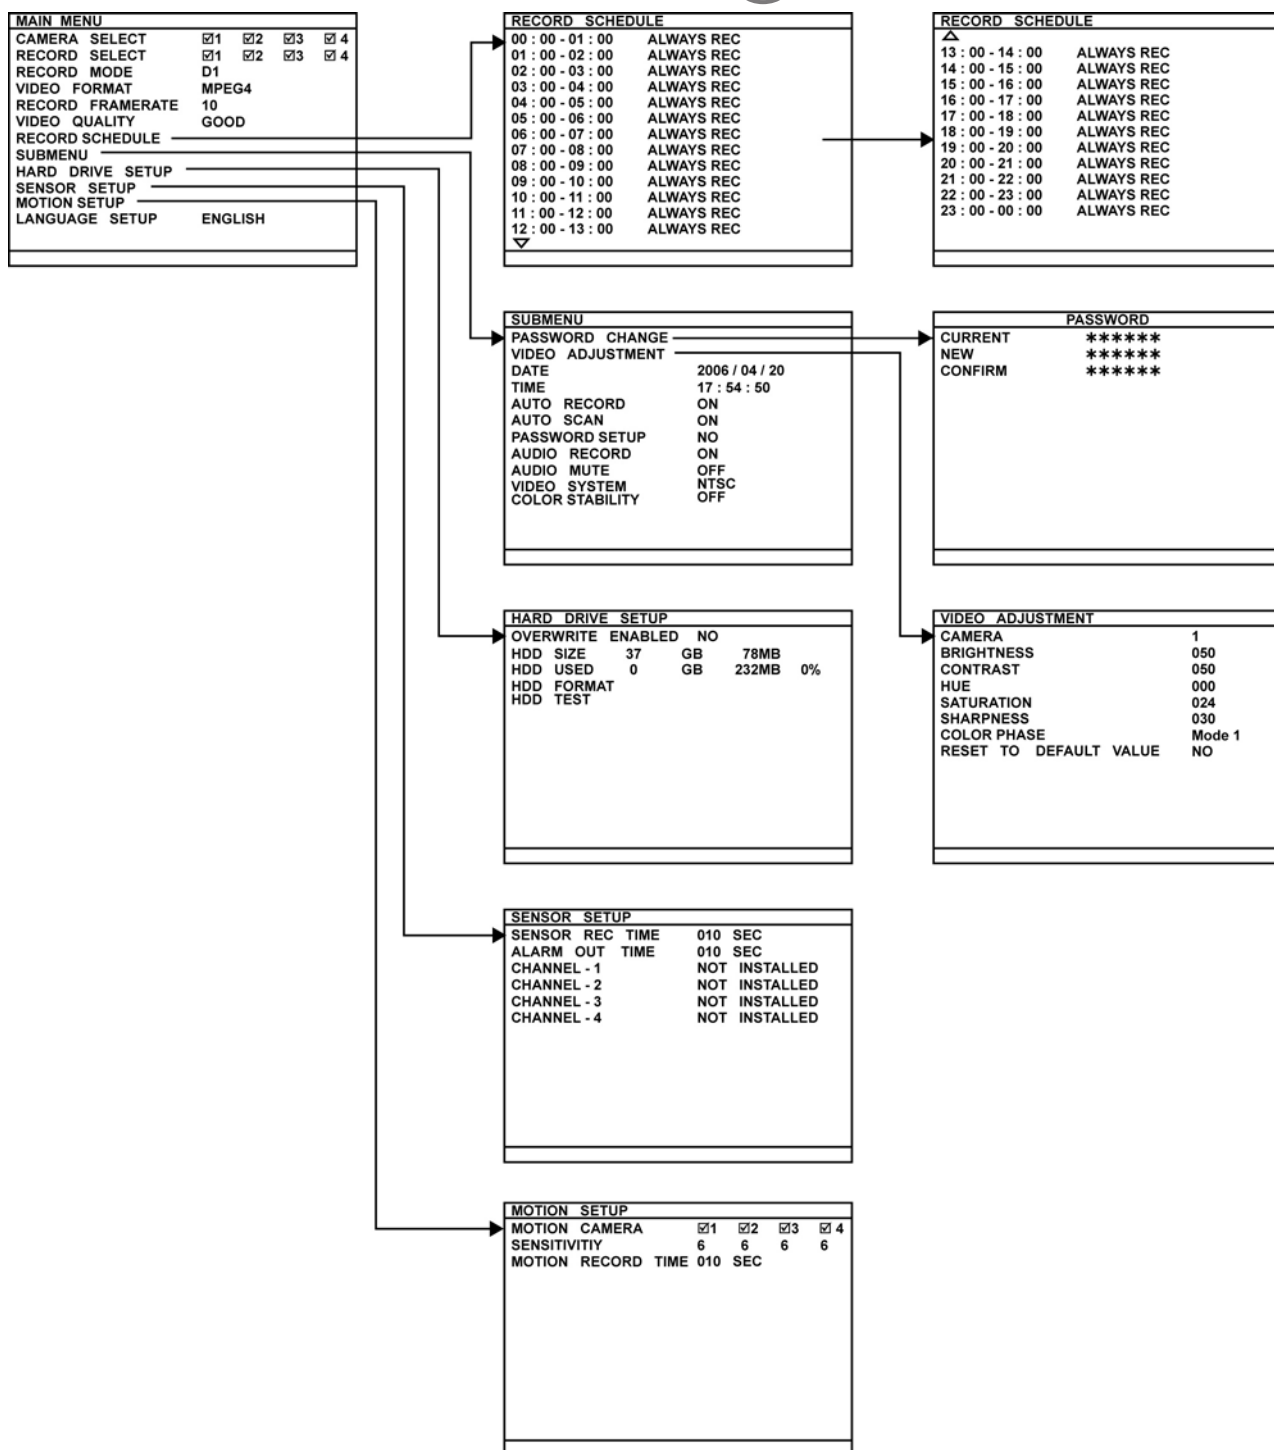 MAIN MENU
CAMERA SELECT ☑1 ☑2 ☑3 ☑4
RECORD SELECT ☑1 ☑2 ☑3 ☑4
RECORD MODE D1
VIDEO FORMAT MPEG4
RECORD FRAMERATE 10
VIDEO QUALITY GOOD
RECORD SCHEDULE
SUBMENU
HARD DRIVE SETUP
SENSOR SETUP
MOTION SETUP
LANGUAGE SETUP ENGLISH
RECORD SCHEDULE
00 : 00 - 01 : 00 ALWAYS REC
01 : 00 - 02 : 00 ALWAYS REC
02 : 00 - 03 : 00 ALWAYS REC
03 : 00 - 04 : 00 ALWAYS REC
04 : 00 - 05 : 00 ALWAYS REC
05 : 00 - 06 : 00 ALWAYS REC
06 : 00 - 07 : 00 ALWAYS REC
07 : 00 - 08 : 00 ALWAYS REC
08 : 00 - 09 : 00 ALWAYS REC
09 : 00 - 10 : 00 ALWAYS REC
10 : 00 - 11 : 00 ALWAYS REC
11 : 00 - 12 : 00 ALWAYS REC
12 : 00 - 13 : 00 ALWAYS REC
RECORD SCHEDULE
13 : 00 - 14 : 00 ALWAYS REC
14 : 00 - 15 : 00 ALWAYS REC
15 : 00 - 16 : 00 ALWAYS REC
16 : 00 - 17 : 00 ALWAYS REC
17 : 00 - 18 : 00 ALWAYS REC
18 : 00 - 19 : 00 ALWAYS REC
19 : 00 - 20 : 00 ALWAYS REC
20 : 00 - 21 : 00 ALWAYS REC
21 : 00 - 22 : 00 ALWAYS REC
22 : 00 - 23 : 00 ALWAYS REC
23 : 00 - 00 : 00 ALWAYS REC
SUBMENU
PASSWORD CHANGE
VIDEO ADJUSTMENT
DATE 2006 / 04 / 20
TIME 17 : 54 : 50
AUTO RECORD ON
AUTO SCAN ON
PASSWORD SETUP NO
AUDIO RECORD ON
AUDIO MUTE OFF
VIDEO SYSTEM NTSC
COLOR STABILITY OFF
PASSWORD
CURRENT ******
NEW ******
CONFIRM ******
HARD DRIVE SETUP
OVERWRITE ENABLED NO
HDD SIZE 37 GB 78MB
HDD USED 0 GB 232MB 0%
HDD FORMAT
HDD TEST
VIDEO ADJUSTMENT
CAMERA 1
BRIGHTNESS 050
CONTRAST 050
HUE 000
SATURATION 024
SHARPNESS 030
COLOR PHASE Mode 1
RESET TO DEFAULT VALUE NO
SENSOR SETUP
SENSOR REC TIME 010 SEC
ALARM OUT TIME 010 SEC
CHANNEL - 1 NOT INSTALLED
CHANNEL - 2 NOT INSTALLED
CHANNEL - 3 NOT INSTALLED
CHANNEL - 4 NOT INSTALLED
MOTION SETUP
MOTION CAMERA ☑1 ☑2 ☑3 ☑4
SENSITIVITIY 6 6 6 6
MOTION RECORD TIME 010 SEC